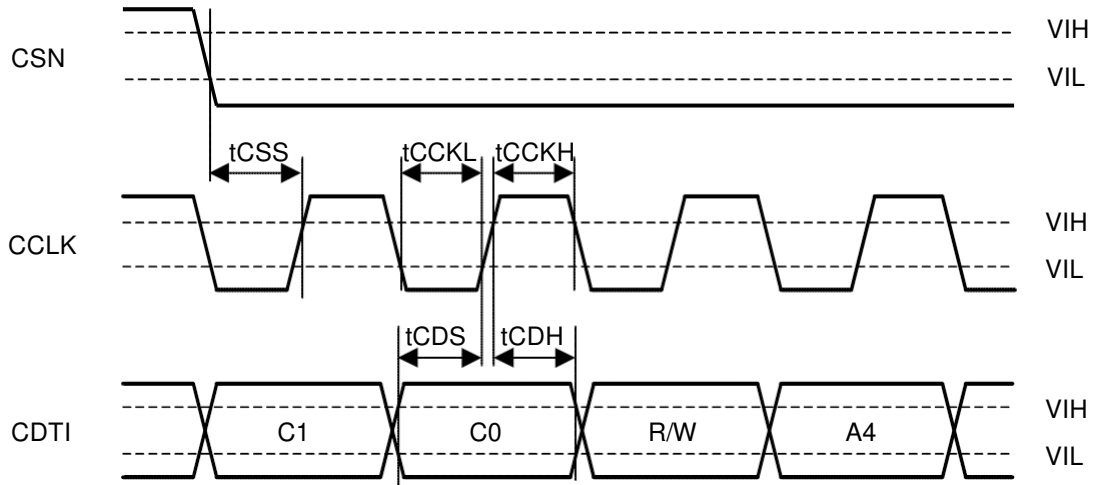 CSN
VIH
VIL
tCSS
tCCKL
tCCKH
CCLK
VIH
VIL
tCDS
tCDH
CDTI
C1
C0
R/W
A4
VIH
VIL